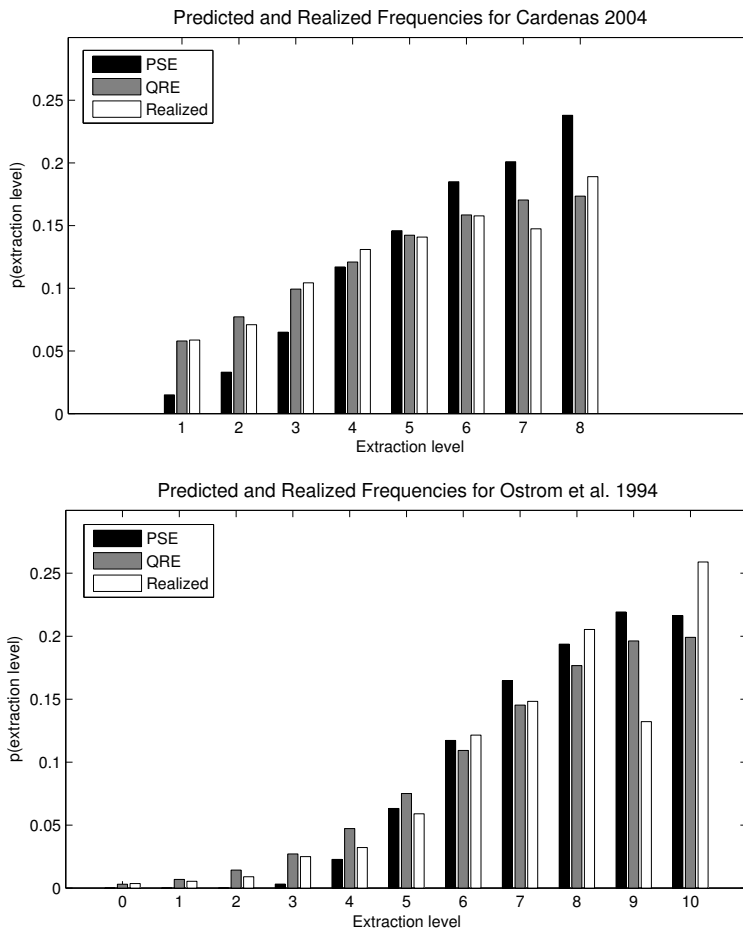 Predicted and Realized Frequencies for Cardenas 2004
PSE
QRE
Realized
0.25
0.2
0.15
0.1
0.05
0
p(extraction level)
1 2 3 4 5 6 7 8
Extraction level
Predicted and Realized Frequencies for Ostrom et al. 1994
PSE
QRE
Realized
0.25
0.2
0.15
0.1
0.05
0
p(extraction level)
0 1 2 3 4 5 6 7 8 9 10
Extraction level